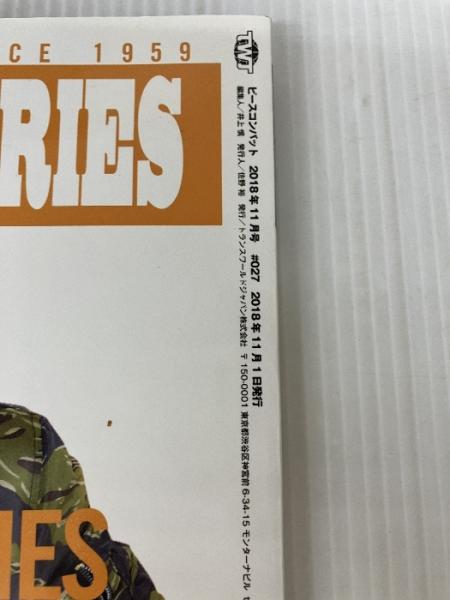 CE 1959
RIES
TWJ
ピースコンバット 2018年11月号 #027 2018年11月1日発行
編集人/井上 慎 発行人/佐野 裕 発行/トランスワールドジャパン株式会社 〒150-0001 東京都渋谷区神宮前6-34-15 モンターナビル
IES